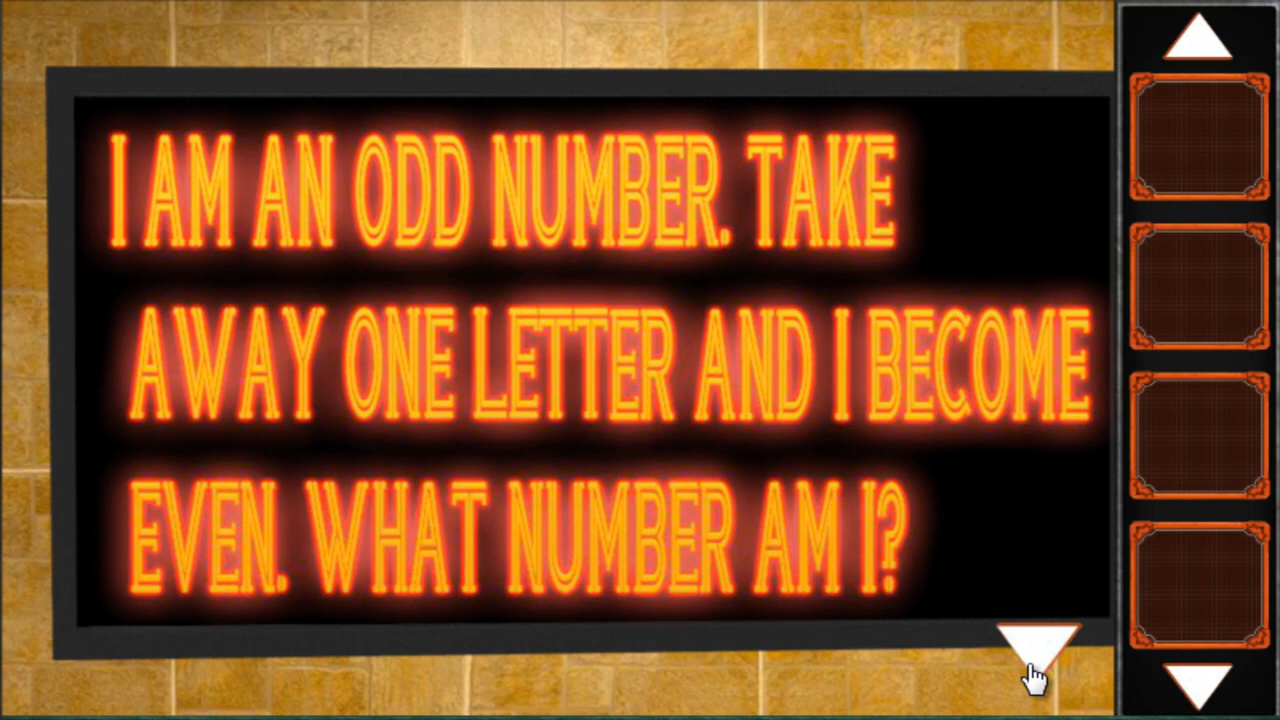 I AM AN ODD NUMBER. TAKE
AWAY ONE LETTER AND I BECOME
EVEN. WHAT NUMBER AM I?